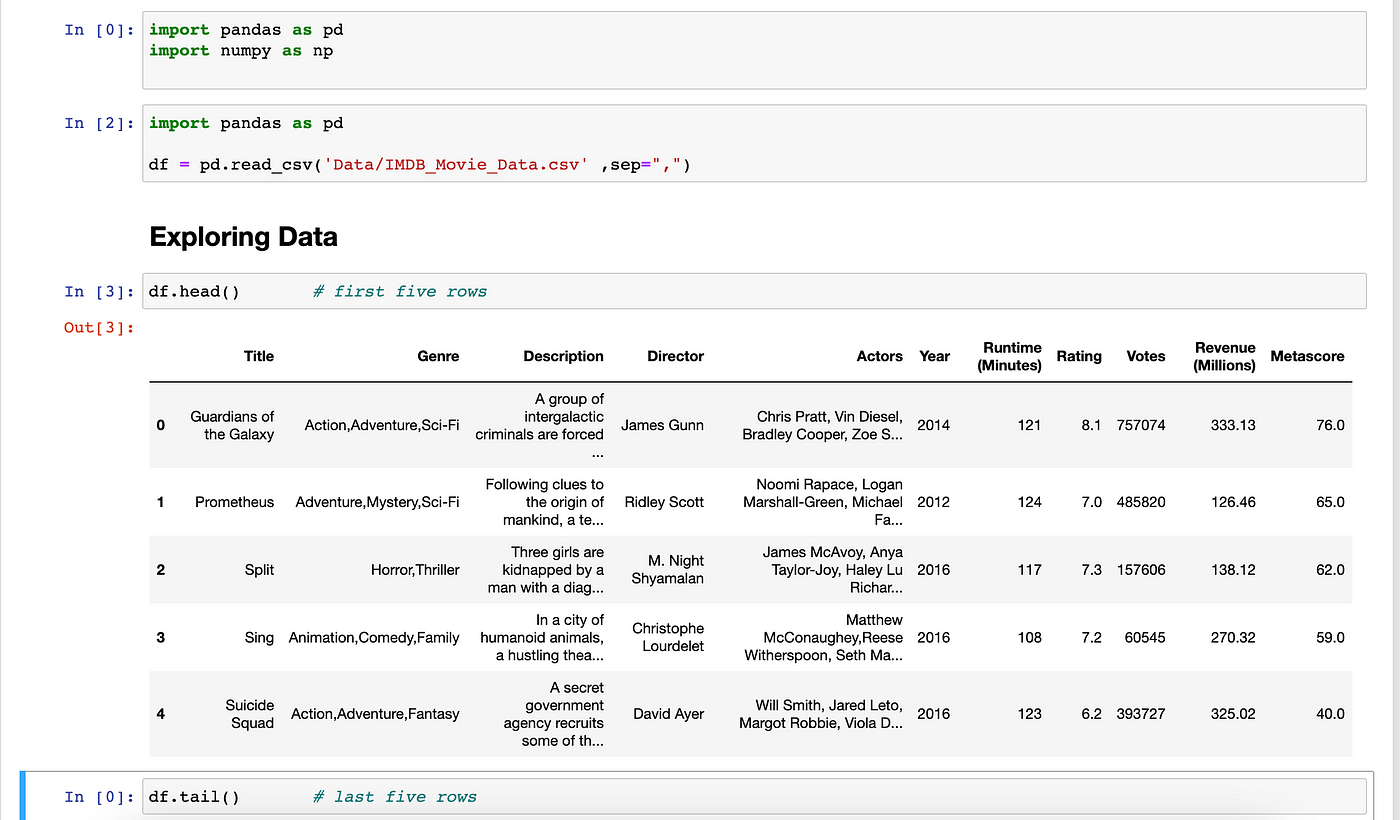 In [0]: import pandas as pd
import numpy as np
In [2]: import pandas as pd
df = pd.read_csv('Data/IMDB_Movie_Data.csv' ,sep=",")
Exploring Data
In [3]: df.head() # first five rows
Out[3]:
Title Genre Description Director Actors Year Runtime (Minutes) Rating Votes Revenue (Millions) Metascore
0 Guardians of the Galaxy Action,Adventure,Sci-Fi A group of intergalactic criminals are forced ... James Gunn Chris Pratt, Vin Diesel, Bradley Cooper, Zoe S... 2014 121 8.1 757074 333.13 76.0
1 Prometheus Adventure,Mystery,Sci-Fi Following clues to the origin of mankind, a te... Ridley Scott Noomi Rapace, Logan Marshall-Green, Michael Fa... 2012 124 7.0 485820 126.46 65.0
2 Split Horror,Thriller Three girls are kidnapped by a man with a diag... M. Night Shyamalan James McAvoy, Anya Taylor-Joy, Haley Lu Richar... 2016 117 7.3 157606 138.12 62.0
3 Sing Animation,Comedy,Family In a city of humanoid animals, a hustling thea... Christophe Lourdelet Matthew McConaughey,Reese Witherspoon, Seth Ma... 2016 108 7.2 60545 270.32 59.0
4 Suicide Squad Action,Adventure,Fantasy A secret government agency recruits some of th... David Ayer Will Smith, Jared Leto, Margot Robbie, Viola D... 2016 123 6.2 393727 325.02 40.0
In [0]: df.tail() # last five rows